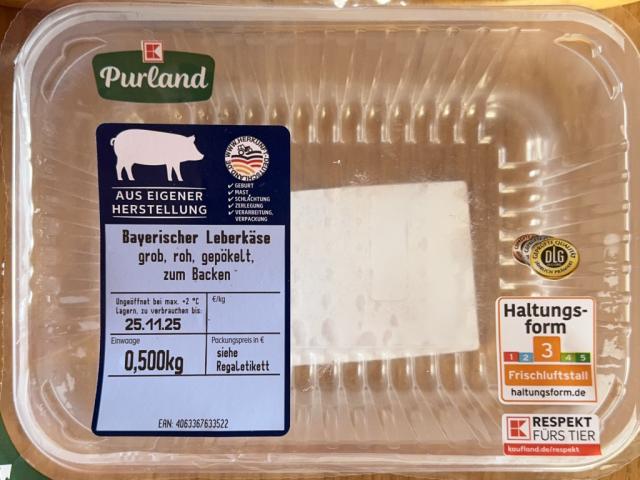 K
Purland
AUS EIGENER
HERSTELLUNG
✓ GEBURT
✓ MAST
✓ SCHLACHTUNG
✓ ZERLEGUNG
✓ VERARBEITUNG,
VERPACKUNG
Bayerischer Leberkäse
grob, roh, gepökelt,
zum Backen
Ungeöffnet bei max. +2 °C
lagern, zu verbrauchen bis:
25.11.25
€/kg
Einwaage
0,500kg
Packungspreis in €
siehe
Regaletikett
EAN: 4063367633522
GEPRÜFTE QUALITÄT
DLG
Haltungs-
form
1 2 3 4 5
Frischluftstall
haltungsform.de
K RESPEKT
FÜRS TIER
kaufland.de/respekt